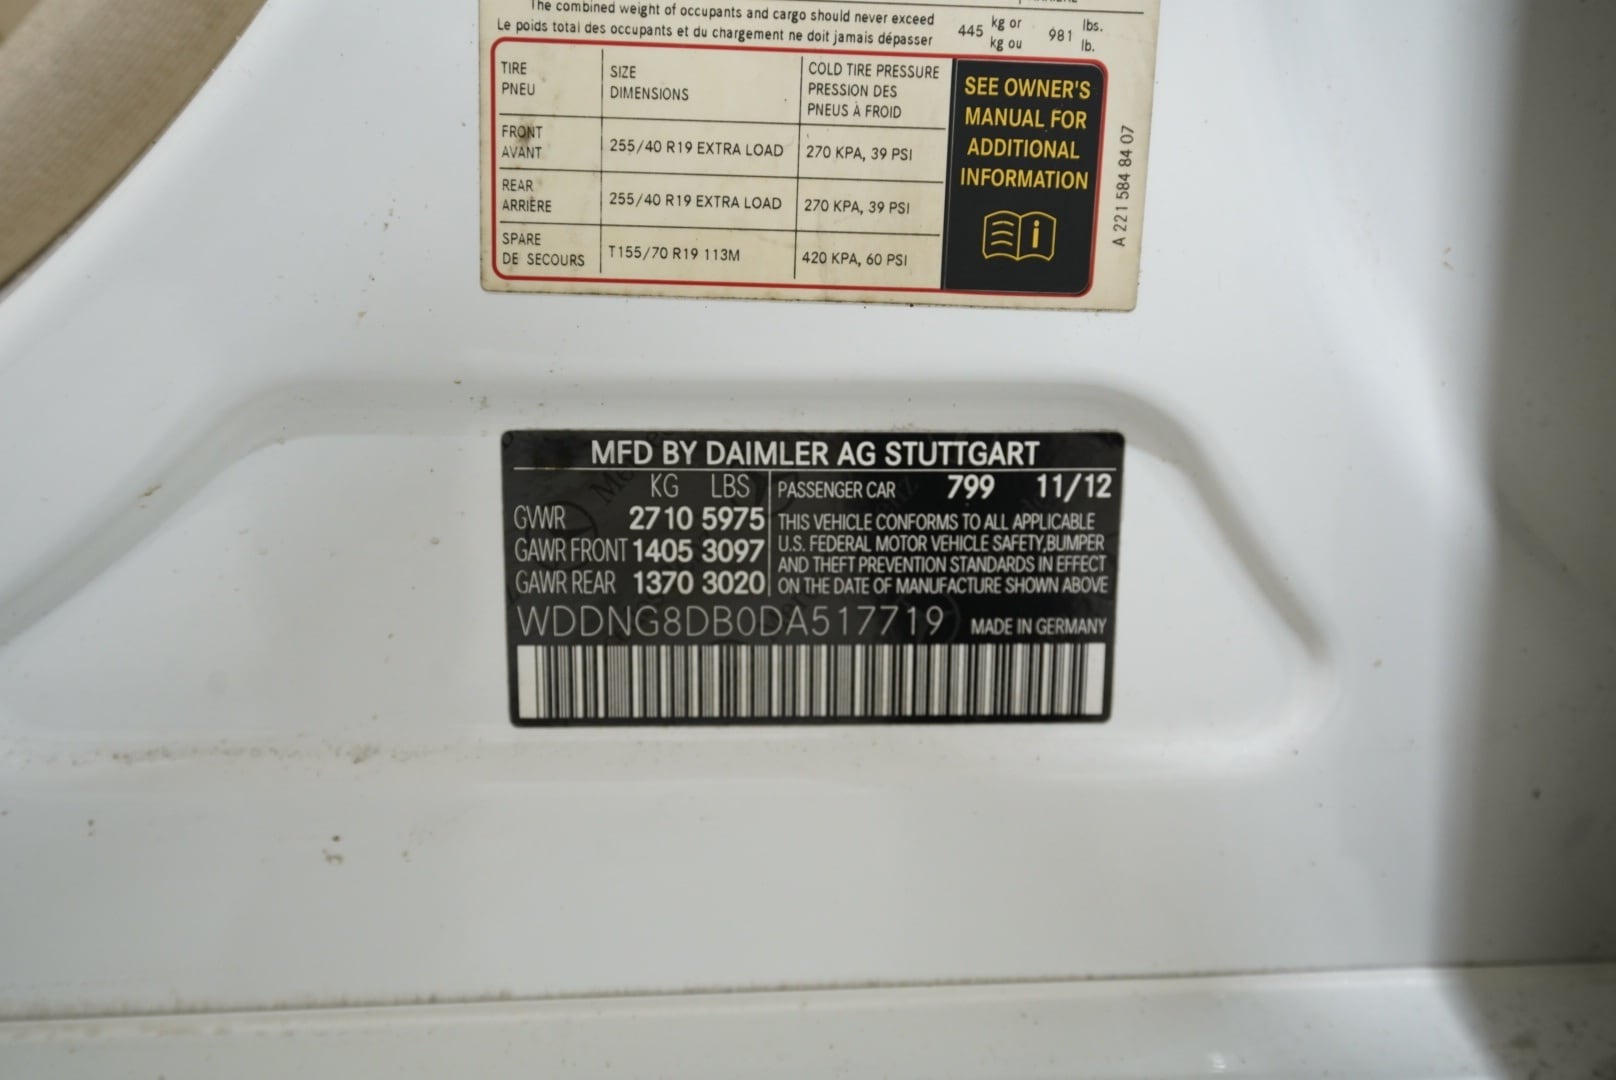 The combined weight of occupants and cargo should never exceed 445 kg or 981 lbs.
Le poids total des occupants et du chargement ne doit jamais dépasser kg ou lb.
TIRE SIZE COLD TIRE PRESSURE
PNEU DIMENSIONS PRESSION DES
PNEUS À FROID
FRONT
AVANT 255/40 R19 EXTRA LOAD 270 KPA, 39 PSI
REAR
ARRIÈRE 255/40 R19 EXTRA LOAD 270 KPA, 39 PSI
SPARE
DE SECOURS T155/70 R19 113M 420 KPA, 60 PSI
SEE OWNER'S
MANUAL FOR
ADDITIONAL
INFORMATION
A 221 584 84 07
MFD BY DAIMLER AG STUTTGART
KG LBS PASSENGER CAR 799 11/12
GVWR 2710 5975
GAWR FRONT 1405 3097
GAWR REAR 1370 3020
THIS VEHICLE CONFORMS TO ALL APPLICABLE
U.S. FEDERAL MOTOR VEHICLE SAFETY,BUMPER
AND THEFT PREVENTION STANDARDS IN EFFECT
ON THE DATE OF MANUFACTURE SHOWN ABOVE
WDDNG8DB0DA517719 MADE IN GERMANY